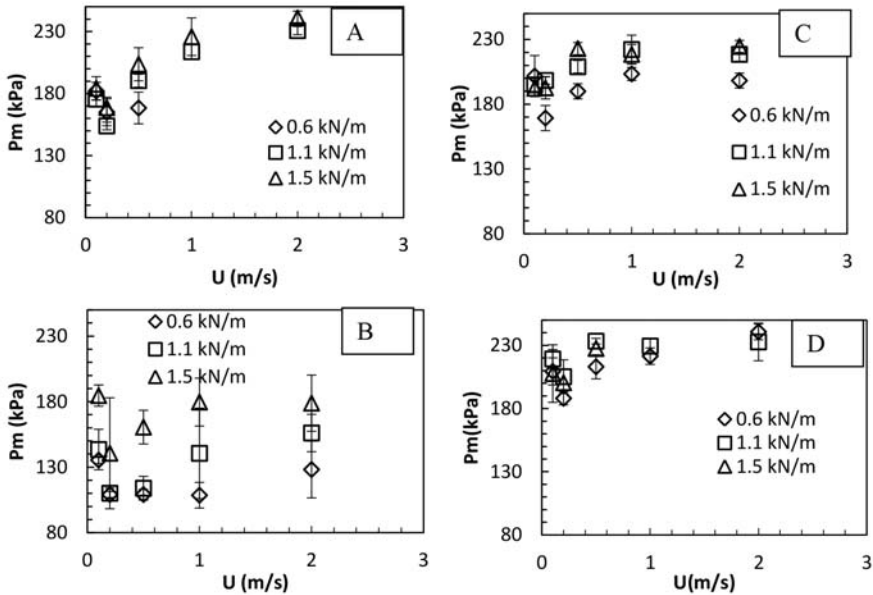 A
230
180
130
80
Pm (kPa)
0.6 kN/m
1.1 kN/m
1.5 kN/m
0 1 2 3
U (m/s)
C
230
180
130
80
Pm (kPa)
0.6 kN/m
1.1 kN/m
1.5 kN/m
0 1 2 3
U (m/s)
B
230
180
130
80
Pm (kPa)
0.6 kN/m
1.1 kN/m
1.5 kN/m
0 1 2 3
U (m/s)
D
230
180
130
80
Pm(kPa)
0.6 kN/m
1.1 kN/m
1.5 kN/m
0 1 2 3
U(m/s)